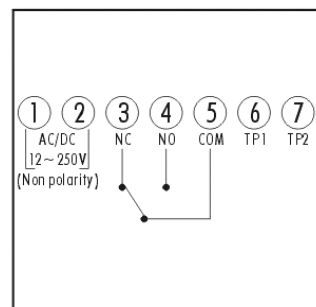 1 2 3 4 5 6 7
AC/DC NC NO COM TP1 TP2
12~250V
(Non polarity)